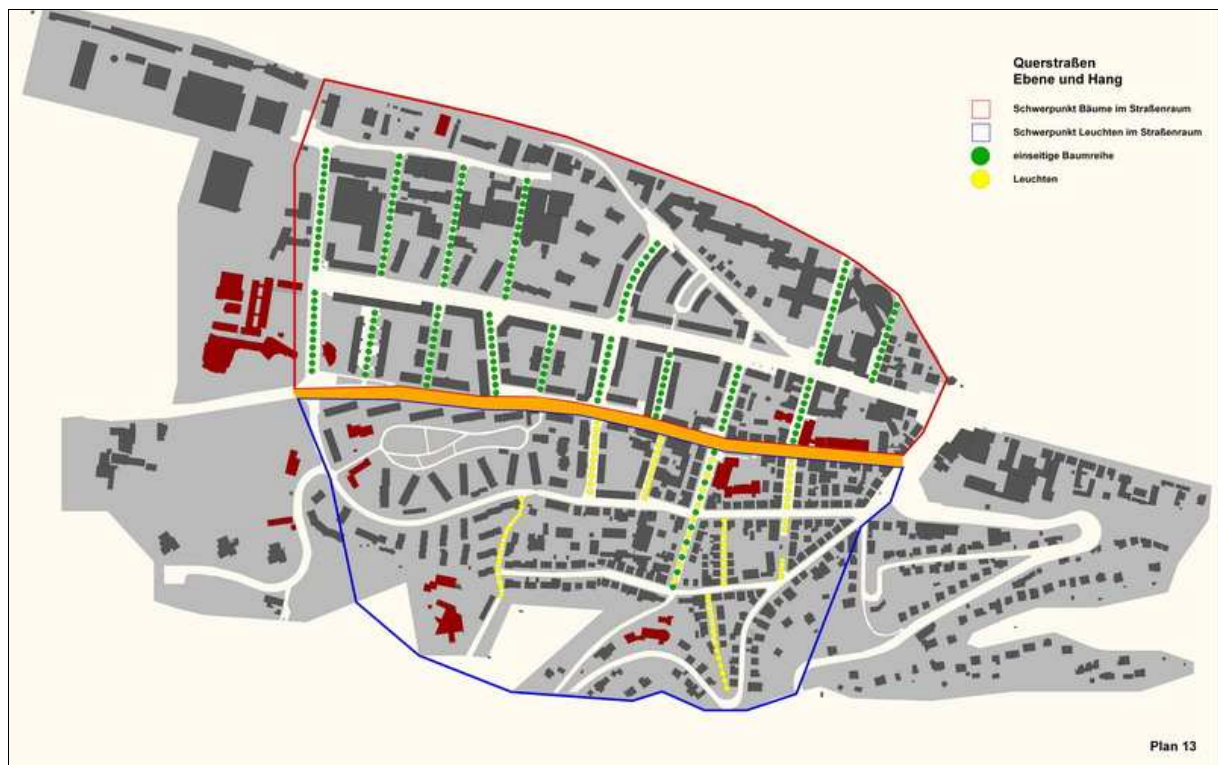 Querstraßen
Ebene und Hang
Schwerpunkt Bäume im Straßenraum
Schwerpunkt Leuchten im Straßenraum
einseitige Baumreihe
Leuchten
Plan 13